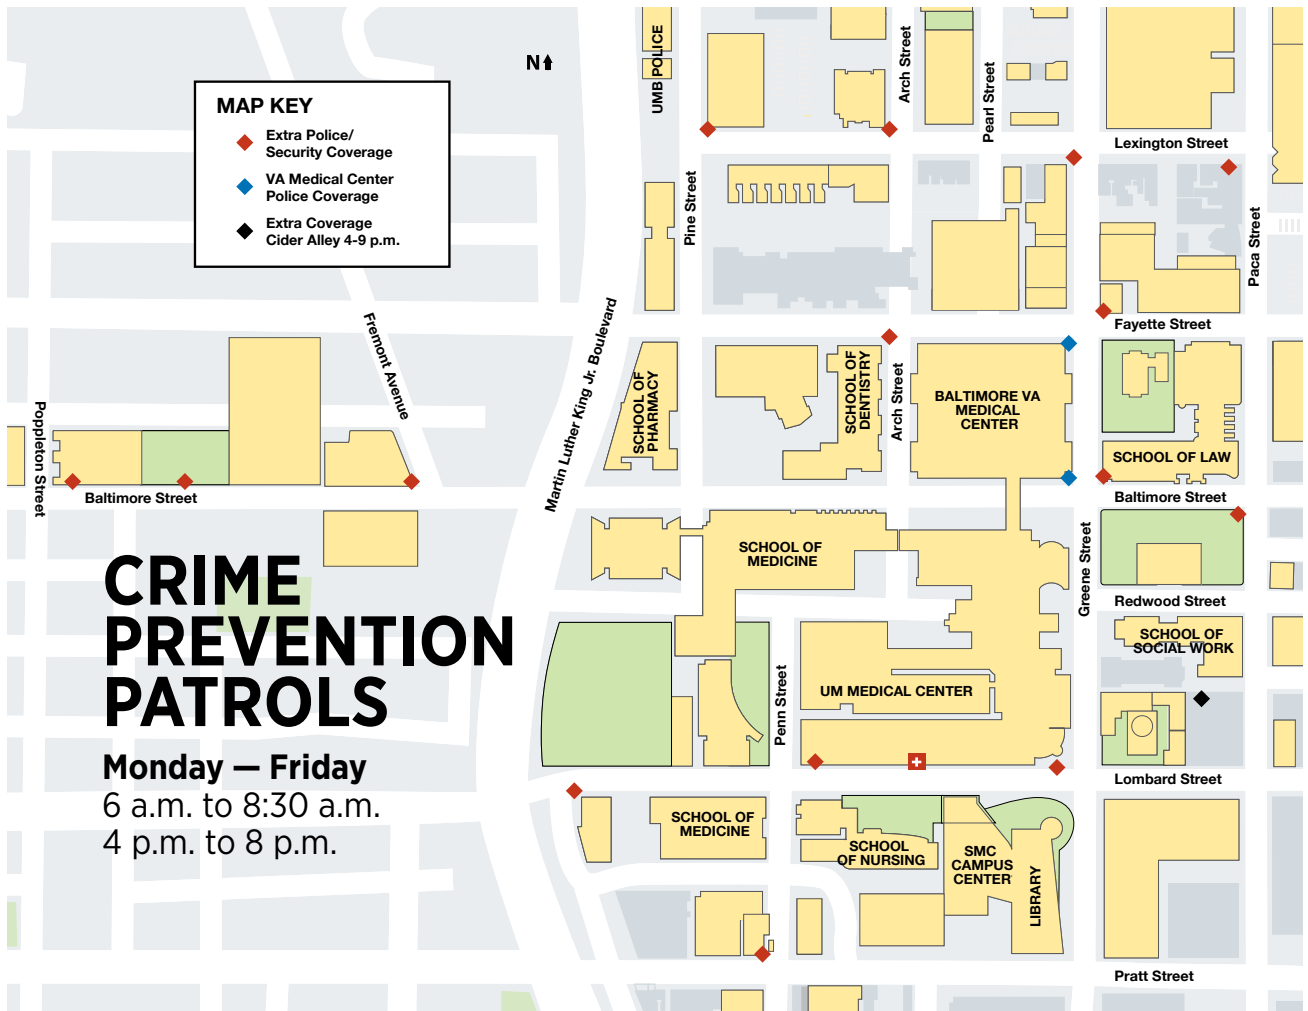 N
MAP KEY
Extra Police/
Security Coverage
VA Medical Center
Police Coverage
Extra Coverage
Cider Alley 4-9 p.m.
UMB POLICE
Arch Street
Pearl Street
Lexington Street
Pine Street
Paca Street
Fayette Street
Martin Luther King Jr. Boulevard
Fremont Avenue
Poppleton Street
Baltimore Street
SCHOOL OF
PHARMACY
SCHOOL OF
DENTISTRY
Arch Street
BALTIMORE VA
MEDICAL
CENTER
SCHOOL OF LAW
Baltimore Street
SCHOOL OF
MEDICINE
Greene Street
Redwood Street
SCHOOL OF
SOCIAL WORK
UM MEDICAL CENTER
Penn Street
Lombard Street
CRIME
PREVENTION
PATROLS
Monday — Friday
6 a.m. to 8:30 a.m.
4 p.m. to 8 p.m.
SCHOOL OF
MEDICINE
SCHOOL
OF NURSING
SMC
CAMPUS
CENTER
LIBRARY
Pratt Street